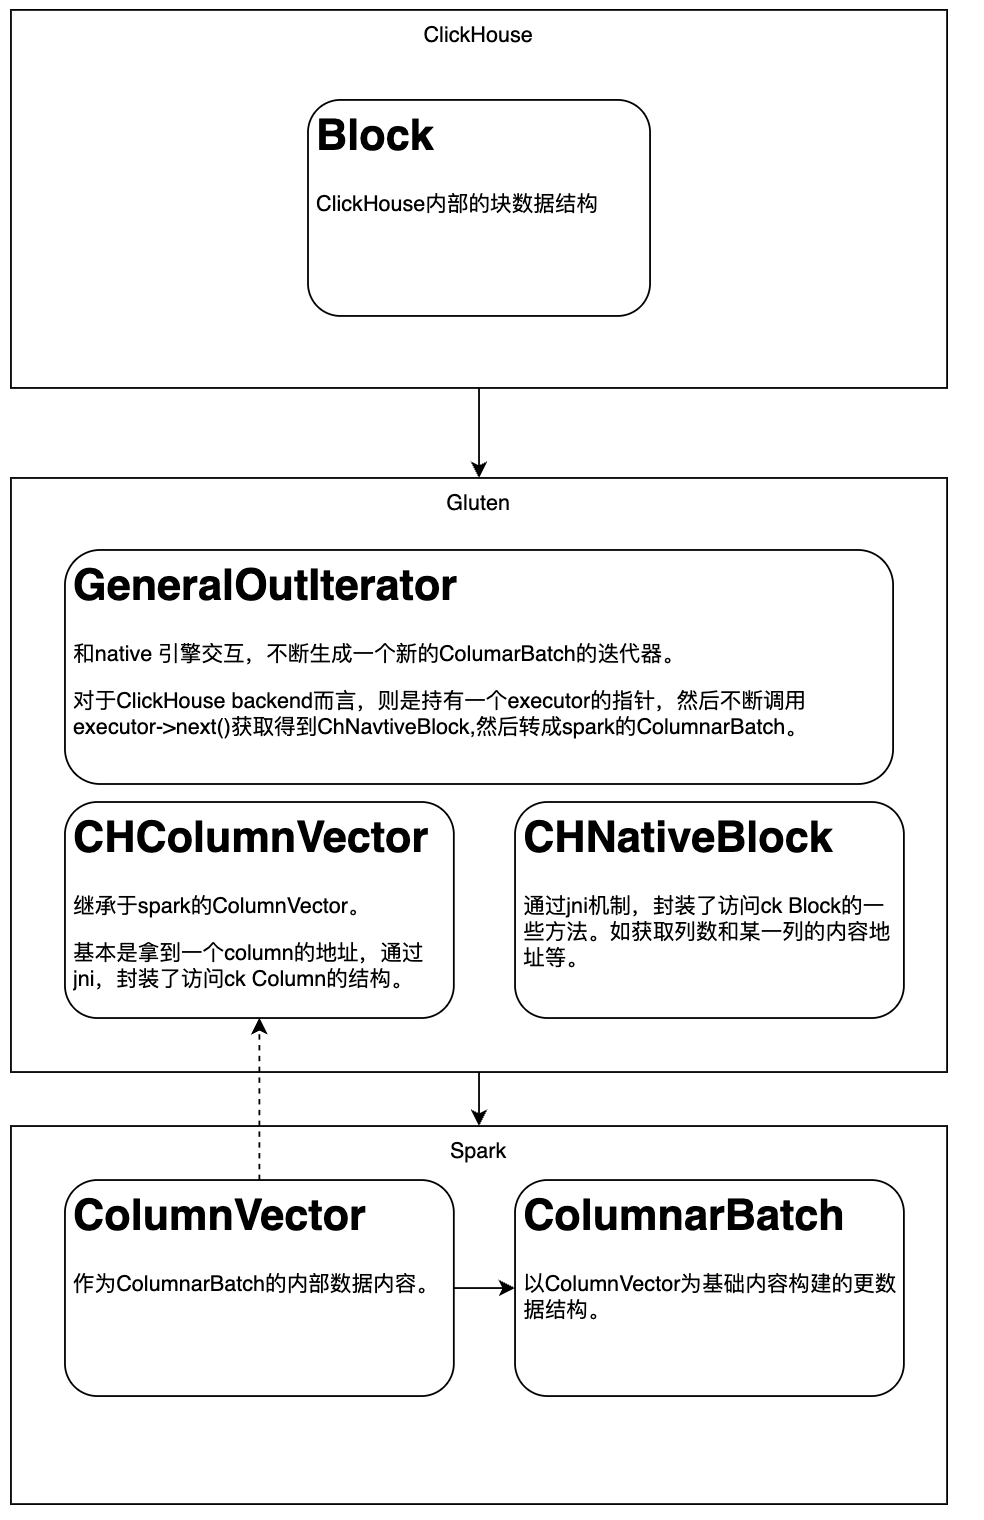 ClickHouse
Block
ClickHouse内部的块数据结构
Gluten
GeneralOutIterator
和native 引擎交互，不断生成一个新的ColumarBatch的迭代器。
对于ClickHouse backend而言，则是持有一个executor的指针，然后不断调用
executor->next()获取得到ChNavtiveBlock,然后转成spark的ColumnarBatch。
CHColumnVector
继承于spark的ColumnVector。
基本是拿到一个column的地址，通过
jni，封装了访问ck Column的结构。
CHNativeBlock
通过jni机制，封装了访问ck Block的一
些方法。如获取列数和某一列的内容地
址等。
Spark
ColumnVector
作为ColumnarBatch的内部数据内容。
ColumnarBatch
以ColumnVector为基础内容构建的更数
据结构。